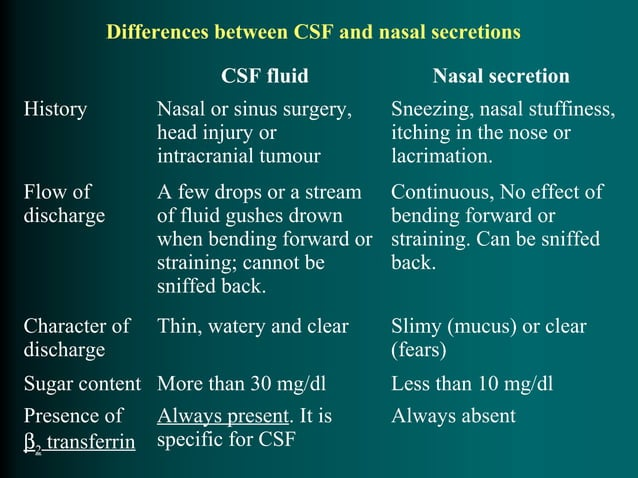 Differences between CSF and nasal secretions
CSF fluid Nasal secretion
History Nasal or sinus surgery, Sneezing, nasal stuffiness,
head injury or itching in the nose or
intracranial tumour lacrimation.
Flow of A few drops or a stream Continuous, No effect of
discharge of fluid gushes drown bending forward or
when bending forward or straining. Can be sniffed
straining; cannot be back.
sniffed back.
Character of Thin, watery and clear Slimy (mucus) or clear
discharge (fears)
Sugar content More than 30 mg/dl Less than 10 mg/dl
Presence of Always present. It is Always absent
β2 transferrin specific for CSF